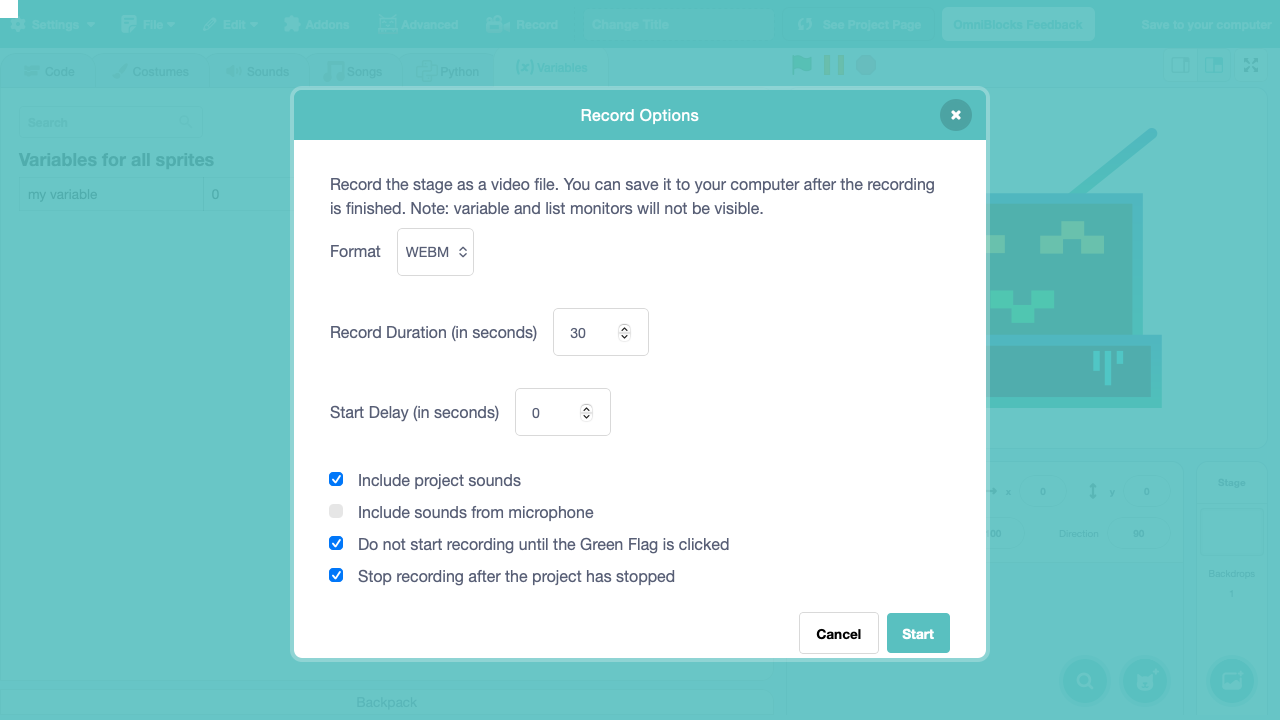 Settings File Edit Addons Advanced Record Change Title See Project Page OmniBlocks Feedback Save to your computer
Code Costumes Sounds Songs Python (x) Variables
Search
Variables for all sprites
my variable 0
Record Options
Record the stage as a video file. You can save it to your computer after the recording
is finished. Note: variable and list monitors will not be visible.
Format WEBM
Record Duration (in seconds) 30
Start Delay (in seconds) 0
Include project sounds
Include sounds from microphone
Do not start recording until the Green Flag is clicked
Stop recording after the project has stopped
Cancel Start
x 0 y 0
Direction 90
Stage
Backdrops
1
Backpack